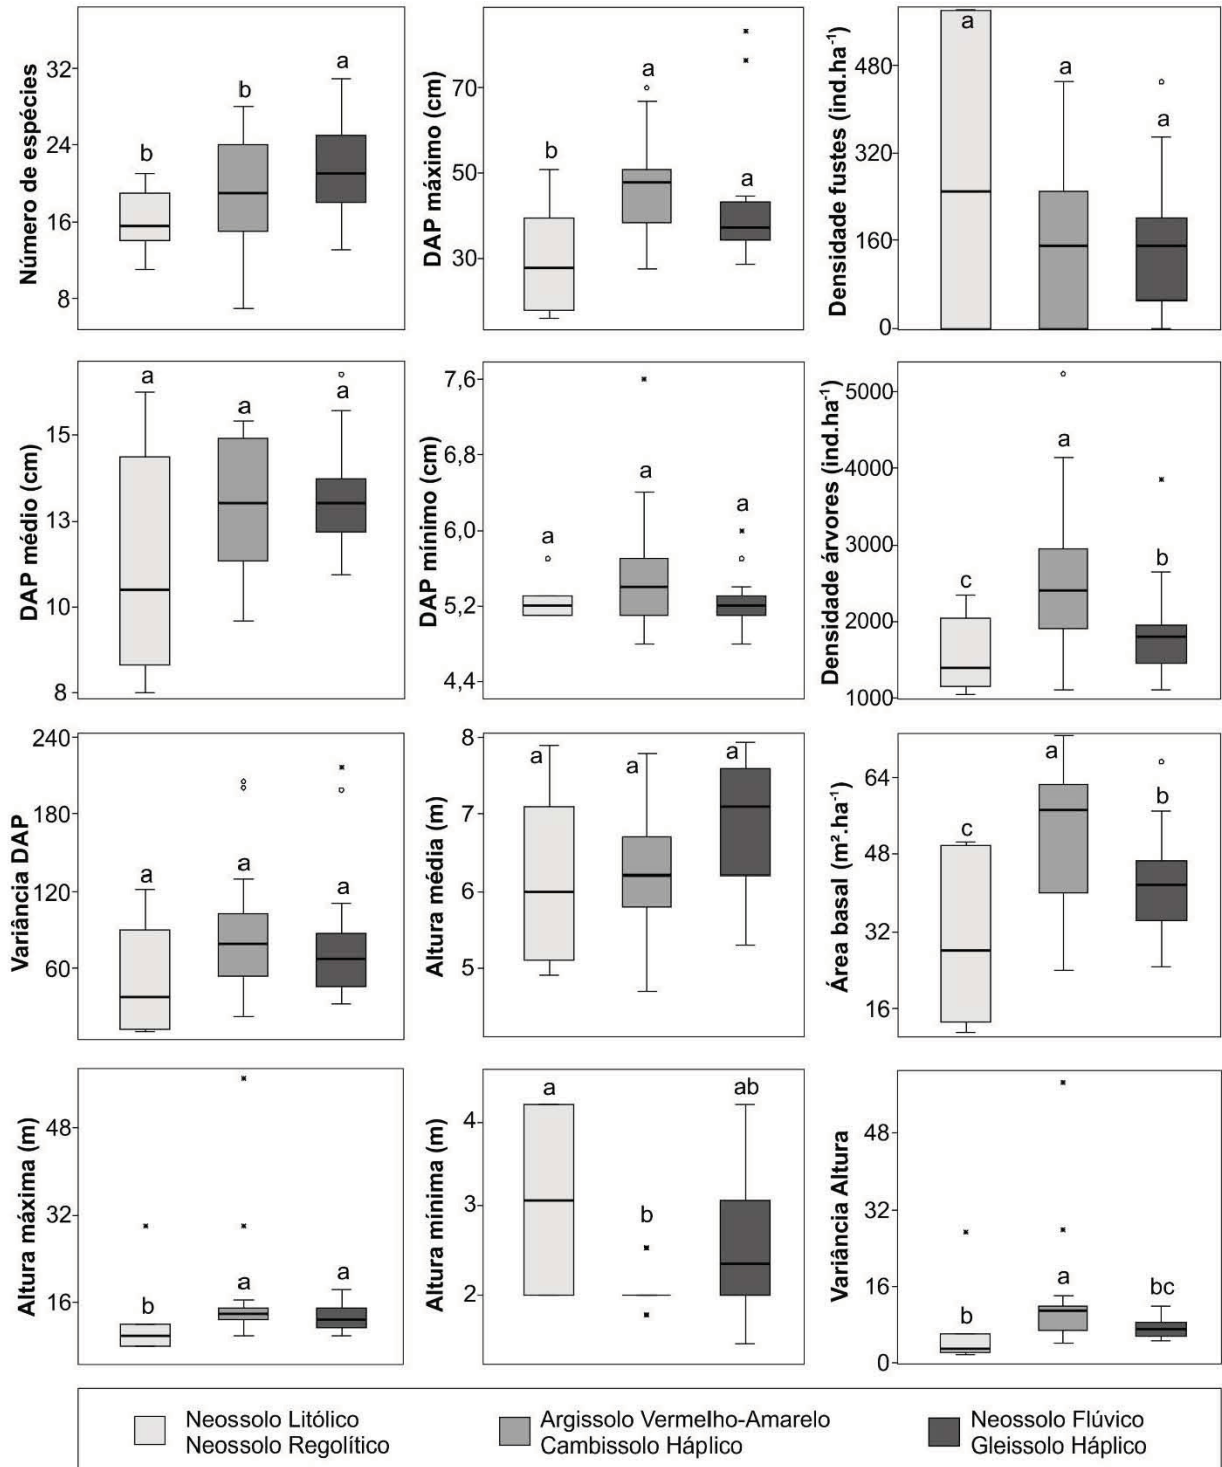 Número de espécies
32
24
16
8
b
b
a
DAP máximo (cm)
70
50
30
b
a
a
Densidade fustes (ind.ha⁻¹)
480
320
160
0
a
a
a
DAP médio (cm)
15
13
10
8
a
a
a
DAP mínimo (cm)
7,6
6,8
6,0
5,2
4,4
a
a
a
Densidade árvores (ind.ha⁻¹)
5000
4000
3000
2000
1000
c
a
b
Variância DAP
240
180
120
60
a
a
a
Altura média (m)
8
7
6
5
a
a
a
Área basal (m².ha⁻¹)
64
48
32
16
c
a
b
Altura máxima (m)
48
32
16
b
a
a
Altura mínima (m)
4
3
2
a
b
ab
Variância Altura
48
32
16
0
b
a
bc
Neossolo Litólico
Neossolo Regolítico
Argissolo Vermelho-Amarelo
Cambissolo Háplico
Neossolo Flúvico
Gleissolo Háplico